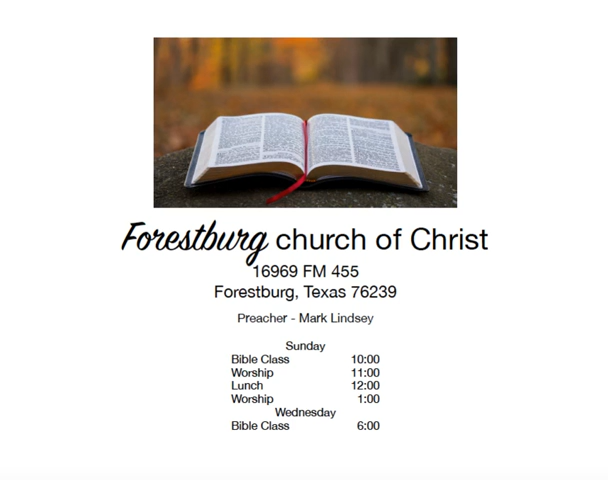 Forestburg church of Christ
16969 FM 455
Forestburg, Texas 76239
Preacher - Mark Lindsey
Sunday
Bible Class 10:00
Worship 11:00
Lunch 12:00
Worship 1:00
Wednesday
Bible Class 6:00